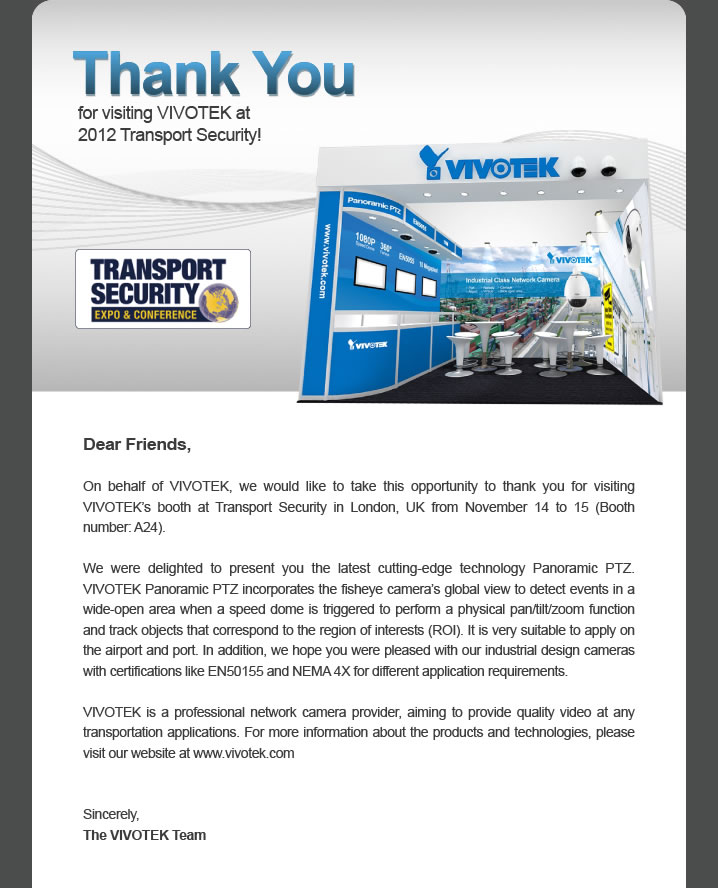 Thank You
for visiting VIVOTEK at
2012 Transport Security!
VIVOTEK
Panoramic PTZ
EN50155
www.vivotek.com
1080P
360°
EN50155
VIVOTEK
Industrial Class Network Camera
VIVOTEK
TRANSPORT
SECURITY
EXPO & CONFERENCE
Dear Friends,
On behalf of VIVOTEK, we would like to take this opportunity to thank you for visiting
VIVOTEK's booth at Transport Security in London, UK from November 14 to 15 (Booth
number: A24).
We were delighted to present you the latest cutting-edge technology Panoramic PTZ.
VIVOTEK Panoramic PTZ incorporates the fisheye camera's global view to detect events in a
wide-open area when a speed dome is triggered to perform a physical pan/tilt/zoom function
and track objects that correspond to the region of interests (ROI). It is very suitable to apply on
the airport and port. In addition, we hope you were pleased with our industrial design cameras
with certifications like EN50155 and NEMA 4X for different application requirements.
VIVOTEK is a professional network camera provider, aiming to provide quality video at any
transportation applications. For more information about the products and technologies, please
visit our website at www.vivotek.com
Sincerely,
The VIVOTEK Team